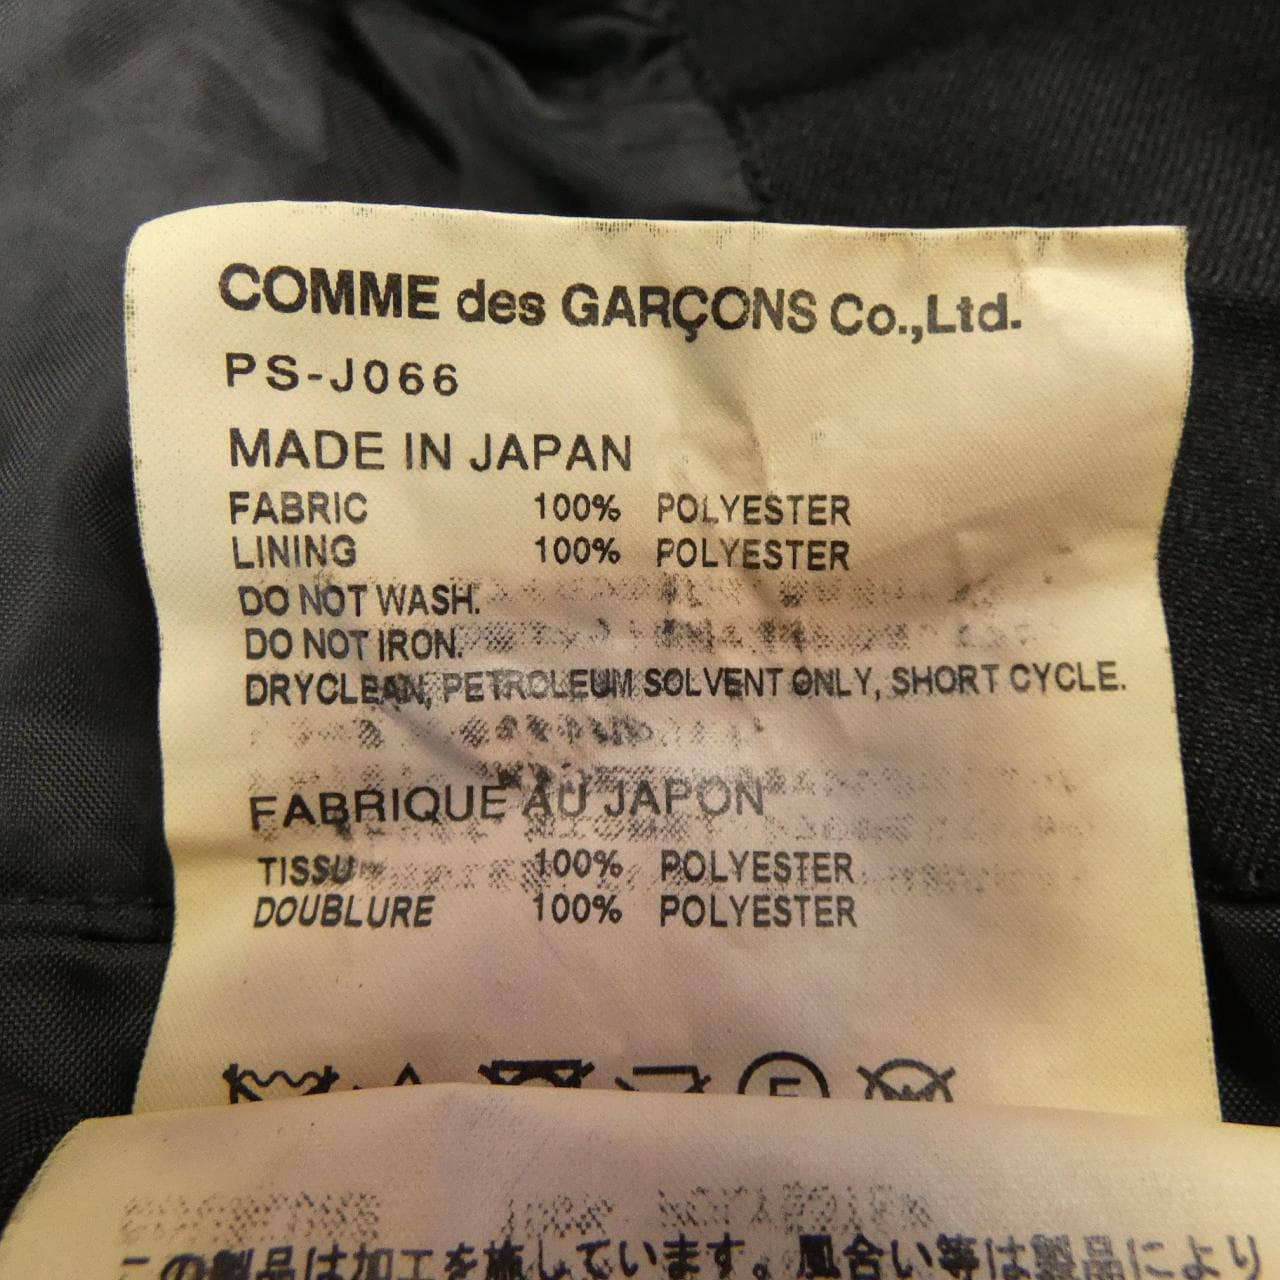 COMME des GARÇONS Co.,Ltd.
PS-J066
MADE IN JAPAN
FABRIC 100% POLYESTER
LINING 100% POLYESTER
DO NOT WASH.
DO NOT IRON.
DRYCLEAN, PETROLEUM SOLVENT ONLY, SHORT CYCLE.
FABRIQUE AU JAPON
TISSU 100% POLYESTER
DOUBLURE 100% POLYESTER
この製品は加工を施しています。風合い等は製品により